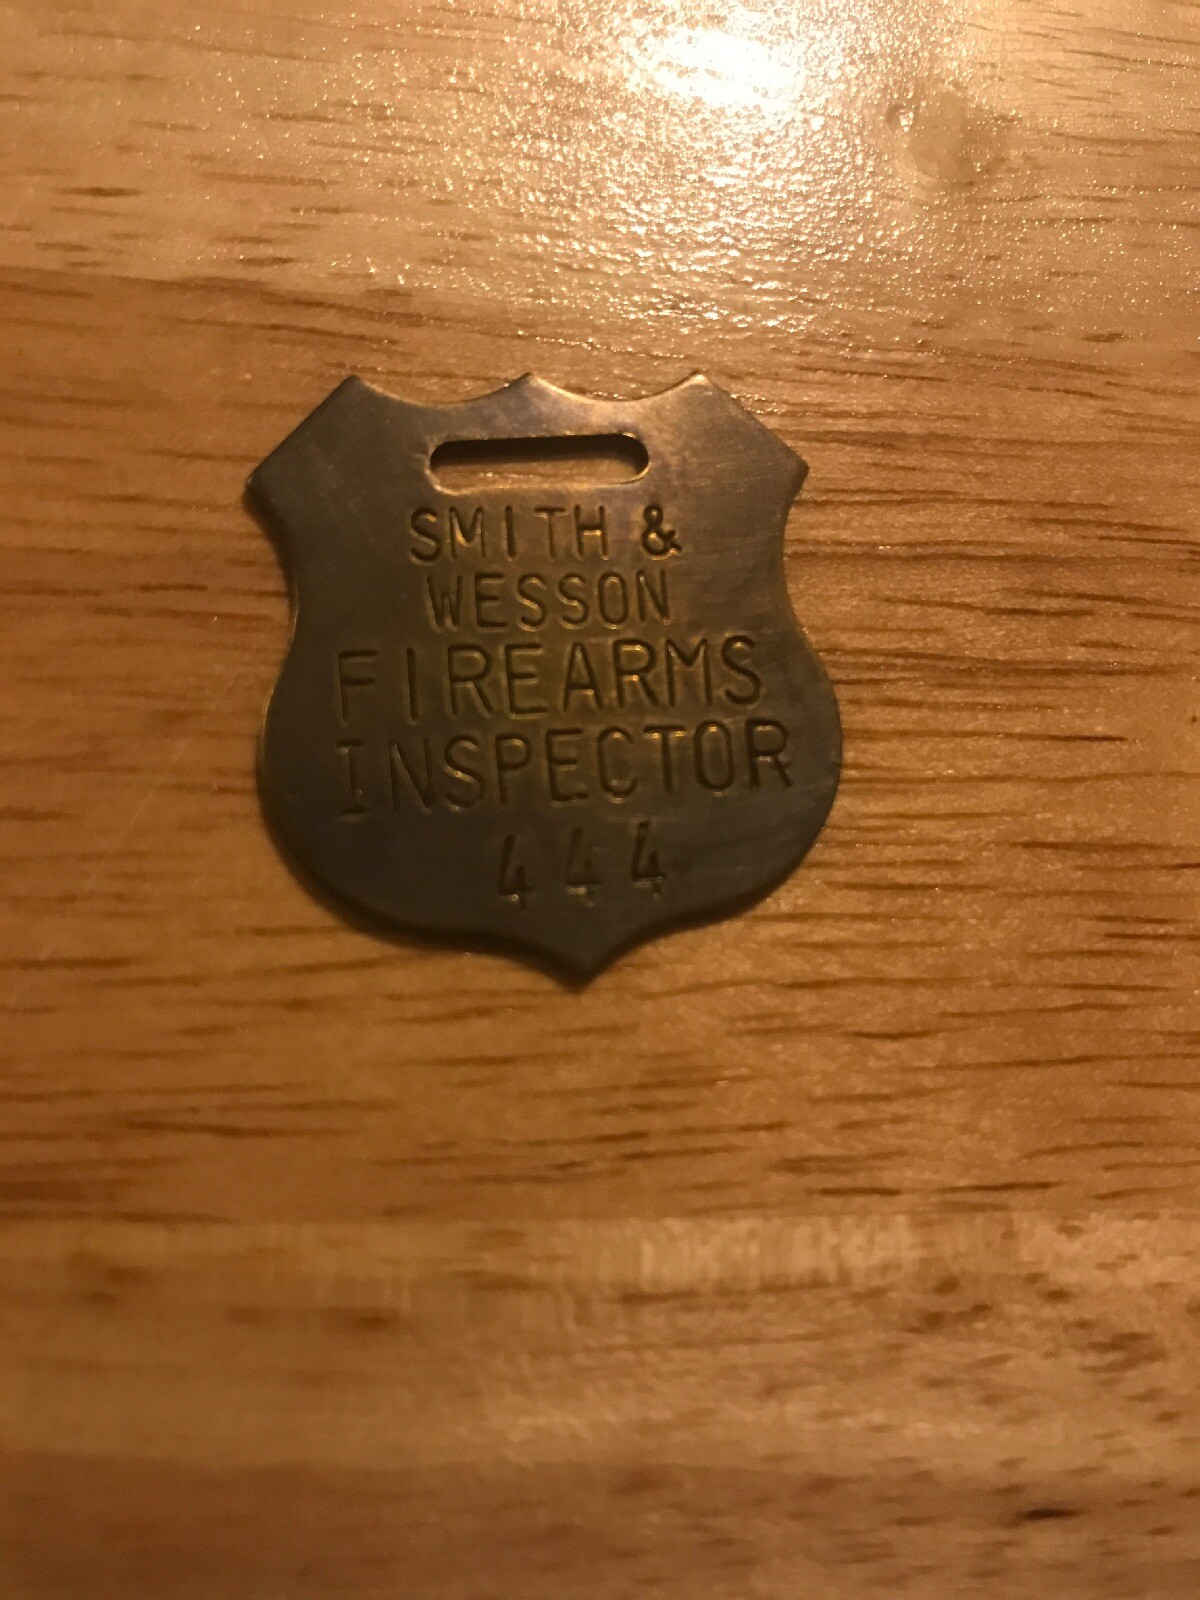 SMITH &
WESSON
FIREARMS
INSPECTOR
444